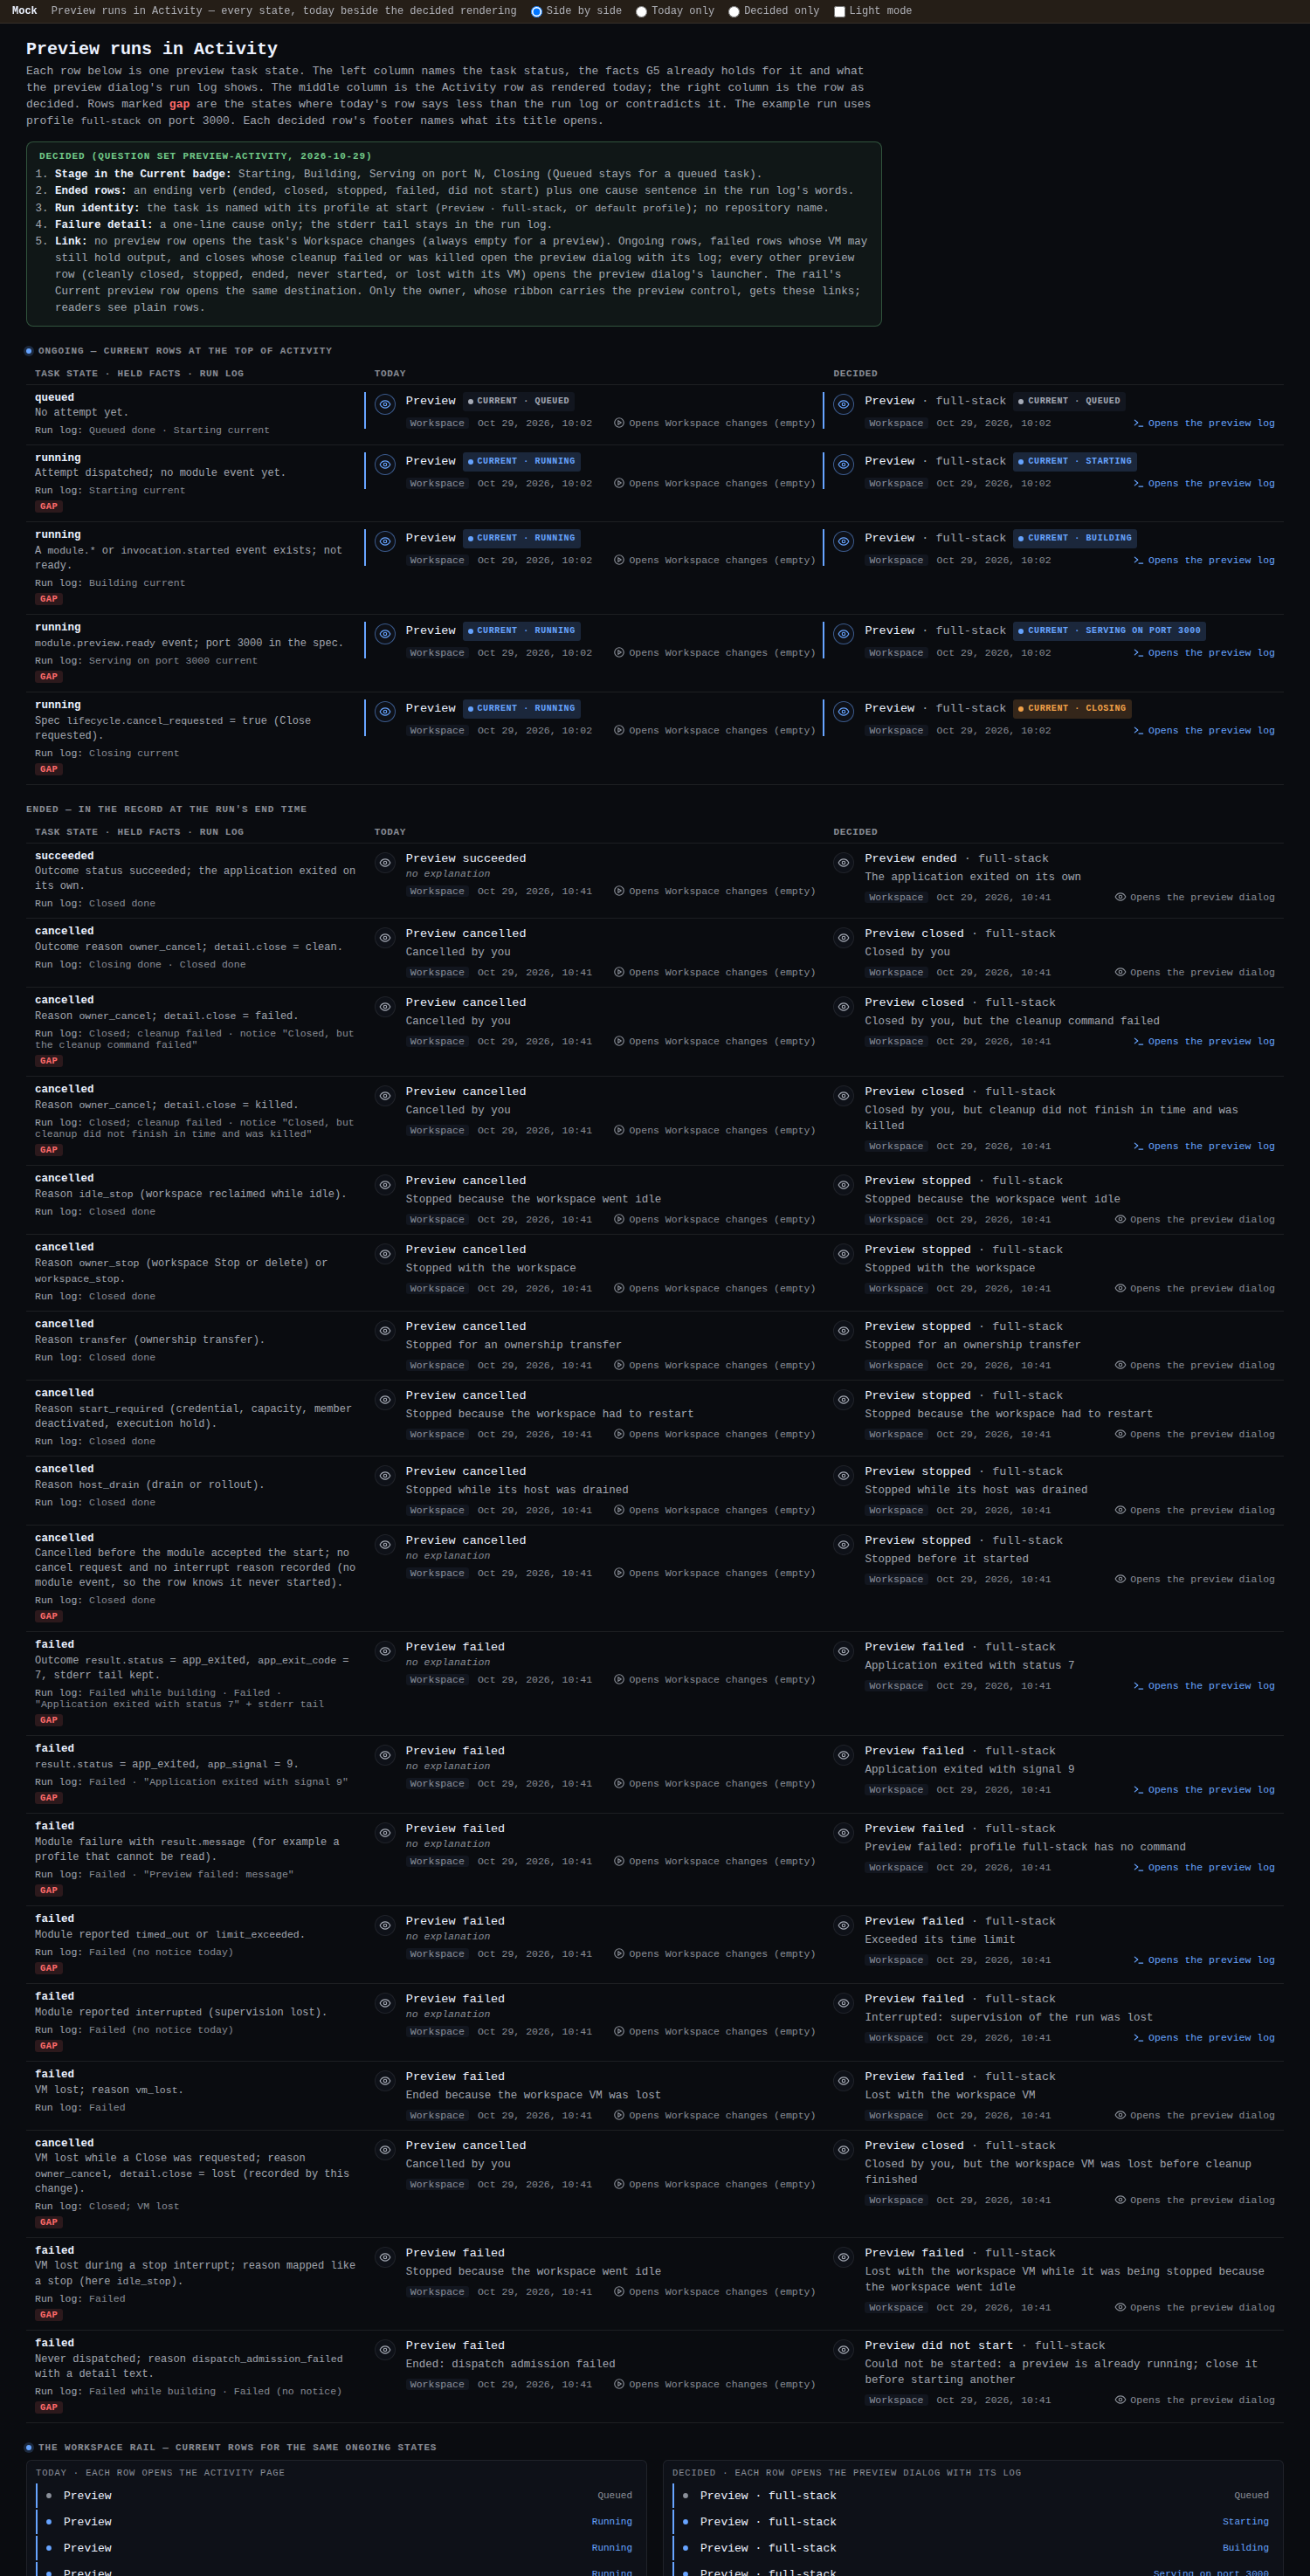 Mock Preview runs in Activity — every state, today beside the decided rendering Side by side Today only Decided only Light mode
Preview runs in Activity
Each row below is one preview task state. The left column names the task status, the facts G5 already holds for it and what
the preview dialog's run log shows. The middle column is the Activity row as rendered today; the right column is the row as
decided. Rows marked gap are the states where today's row says less than the run log or contradicts it. The example run uses
profile full-stack on port 3000. Each decided row's footer names what its title opens.
DECIDED (QUESTION SET PREVIEW-ACTIVITY, 2026-10-29)
1. Stage in the Current badge: Starting, Building, Serving on port N, Closing (Queued stays for a queued task).
2. Ended rows: an ending verb (ended, closed, stopped, failed, did not start) plus one cause sentence in the run log's words.
3. Run identity: the task is named with its profile at start (Preview · full-stack, or default profile); no repository name.
4. Failure detail: a one-line cause only; the stderr tail stays in the run log.
5. Link: no preview row opens the task's Workspace changes (always empty for a preview). Ongoing rows, failed rows whose VM may
still hold output, and closes whose cleanup failed or was killed open the preview dialog with its log; every other preview
row (cleanly closed, stopped, ended, never started, or lost with its VM) opens the preview dialog's launcher. The rail's
Current preview row opens the same destination. Only the owner, whose ribbon carries the preview control, gets these links;
readers see plain rows.
ONGOING — CURRENT ROWS AT THE TOP OF ACTIVITY
TASK STATE · HELD FACTS · RUN LOG TODAY DECIDED
queued
No attempt yet.
Run log: Queued done · Starting current
Preview CURRENT · QUEUED
Workspace Oct 29, 2026, 10:02 Opens Workspace changes (empty)
Preview · full-stack CURRENT · QUEUED
Workspace Oct 29, 2026, 10:02 Opens the preview log
running
Attempt dispatched; no module event yet.
Run log: Starting current
GAP
Preview CURRENT · RUNNING
Workspace Oct 29, 2026, 10:02 Opens Workspace changes (empty)
Preview · full-stack CURRENT · STARTING
Workspace Oct 29, 2026, 10:02 Opens the preview log
running
A module.* or invocation.started event exists; not
ready.
Run log: Building current
GAP
Preview CURRENT · RUNNING
Workspace Oct 29, 2026, 10:02 Opens Workspace changes (empty)
Preview · full-stack CURRENT · BUILDING
Workspace Oct 29, 2026, 10:02 Opens the preview log
running
module.preview.ready event; port 3000 in the spec.
Run log: Serving on port 3000 current
GAP
Preview CURRENT · RUNNING
Workspace Oct 29, 2026, 10:02 Opens Workspace changes (empty)
Preview · full-stack CURRENT · SERVING ON PORT 3000
Workspace Oct 29, 2026, 10:02 Opens the preview log
running
Spec lifecycle.cancel_requested = true (Close
requested).
Run log: Closing current
GAP
Preview CURRENT · RUNNING
Workspace Oct 29, 2026, 10:02 Opens Workspace changes (empty)
Preview · full-stack CURRENT · CLOSING
Workspace Oct 29, 2026, 10:02 Opens the preview log
ENDED — IN THE RECORD AT THE RUN'S END TIME
TASK STATE · HELD FACTS · RUN LOG TODAY DECIDED
succeeded
Outcome status succeeded; the application exited on
its own.
Run log: Closed done
Preview succeeded
no explanation
Workspace Oct 29, 2026, 10:41 Opens Workspace changes (empty)
Preview ended · full-stack
The application exited on its own
Workspace Oct 29, 2026, 10:41 Opens the preview dialog
cancelled
Outcome reason owner_cancel; detail.close = clean.
Run log: Closing done · Closed done
Preview cancelled
Cancelled by you
Workspace Oct 29, 2026, 10:41 Opens Workspace changes (empty)
Preview closed · full-stack
Closed by you
Workspace Oct 29, 2026, 10:41 Opens the preview dialog
cancelled
Reason owner_cancel; detail.close = failed.
Run log: Closed; cleanup failed · notice "Closed, but
the cleanup command failed"
GAP
Preview cancelled
Cancelled by you
Workspace Oct 29, 2026, 10:41 Opens Workspace changes (empty)
Preview closed · full-stack
Closed by you, but the cleanup command failed
Workspace Oct 29, 2026, 10:41 Opens the preview log
cancelled
Reason owner_cancel; detail.close = killed.
Run log: Closed; cleanup failed · notice "Closed, but
cleanup did not finish in time and was killed"
GAP
Preview cancelled
Cancelled by you
Workspace Oct 29, 2026, 10:41 Opens Workspace changes (empty)
Preview closed · full-stack
Closed by you, but cleanup did not finish in time and was
killed
Workspace Oct 29, 2026, 10:41 Opens the preview log
cancelled
Reason idle_stop (workspace reclaimed while idle).
Run log: Closed done
Preview cancelled
Stopped because the workspace went idle
Workspace Oct 29, 2026, 10:41 Opens Workspace changes (empty)
Preview stopped · full-stack
Stopped because the workspace went idle
Workspace Oct 29, 2026, 10:41 Opens the preview dialog
cancelled
Reason owner_stop (workspace Stop or delete) or
workspace_stop.
Run log: Closed done
Preview cancelled
Stopped with the workspace
Workspace Oct 29, 2026, 10:41 Opens Workspace changes (empty)
Preview stopped · full-stack
Stopped with the workspace
Workspace Oct 29, 2026, 10:41 Opens the preview dialog
cancelled
Reason transfer (ownership transfer).
Run log: Closed done
Preview cancelled
Stopped for an ownership transfer
Workspace Oct 29, 2026, 10:41 Opens Workspace changes (empty)
Preview stopped · full-stack
Stopped for an ownership transfer
Workspace Oct 29, 2026, 10:41 Opens the preview dialog
cancelled
Reason start_required (credential, capacity, member
deactivated, execution hold).
Run log: Closed done
Preview cancelled
Stopped because the workspace had to restart
Workspace Oct 29, 2026, 10:41 Opens Workspace changes (empty)
Preview stopped · full-stack
Stopped because the workspace had to restart
Workspace Oct 29, 2026, 10:41 Opens the preview dialog
cancelled
Reason host_drain (drain or rollout).
Run log: Closed done
Preview cancelled
Stopped while its host was drained
Workspace Oct 29, 2026, 10:41 Opens Workspace changes (empty)
Preview stopped · full-stack
Stopped while its host was drained
Workspace Oct 29, 2026, 10:41 Opens the preview dialog
cancelled
Cancelled before the module accepted the start; no
cancel request and no interrupt reason recorded (no
module event, so the row knows it never started).
Run log: Closed done
GAP
Preview cancelled
no explanation
Workspace Oct 29, 2026, 10:41 Opens Workspace changes (empty)
Preview stopped · full-stack
Stopped before it started
Workspace Oct 29, 2026, 10:41 Opens the preview dialog
failed
Outcome result.status = app_exited, app_exit_code =
7, stderr tail kept.
Run log: Failed while building · Failed ·
"Application exited with status 7" + stderr tail
GAP
Preview failed
no explanation
Workspace Oct 29, 2026, 10:41 Opens Workspace changes (empty)
Preview failed · full-stack
Application exited with status 7
Workspace Oct 29, 2026, 10:41 Opens the preview log
failed
result.status = app_exited, app_signal = 9.
Run log: Failed · "Application exited with signal 9"
GAP
Preview failed
no explanation
Workspace Oct 29, 2026, 10:41 Opens Workspace changes (empty)
Preview failed · full-stack
Application exited with signal 9
Workspace Oct 29, 2026, 10:41 Opens the preview log
failed
Module failure with result.message (for example a
profile that cannot be read).
Run log: Failed · "Preview failed: message"
GAP
Preview failed
no explanation
Workspace Oct 29, 2026, 10:41 Opens Workspace changes (empty)
Preview failed · full-stack
Preview failed: profile full-stack has no command
Workspace Oct 29, 2026, 10:41 Opens the preview log
failed
Module reported timed_out or limit_exceeded.
Run log: Failed (no notice today)
GAP
Preview failed
no explanation
Workspace Oct 29, 2026, 10:41 Opens Workspace changes (empty)
Preview failed · full-stack
Exceeded its time limit
Workspace Oct 29, 2026, 10:41 Opens the preview log
failed
Module reported interrupted (supervision lost).
Run log: Failed (no notice today)
GAP
Preview failed
no explanation
Workspace Oct 29, 2026, 10:41 Opens Workspace changes (empty)
Preview failed · full-stack
Interrupted: supervision of the run was lost
Workspace Oct 29, 2026, 10:41 Opens the preview log
failed
VM lost; reason vm_lost.
Run log: Failed
Preview failed
Ended because the workspace VM was lost
Workspace Oct 29, 2026, 10:41 Opens Workspace changes (empty)
Preview failed · full-stack
Lost with the workspace VM
Workspace Oct 29, 2026, 10:41 Opens the preview dialog
cancelled
VM lost while a Close was requested; reason
owner_cancel, detail.close = lost (recorded by this
change).
Run log: Closed; VM lost
GAP
Preview cancelled
Cancelled by you
Workspace Oct 29, 2026, 10:41 Opens Workspace changes (empty)
Preview closed · full-stack
Closed by you, but the workspace VM was lost before cleanup
finished
Workspace Oct 29, 2026, 10:41 Opens the preview dialog
failed
VM lost during a stop interrupt; reason mapped like
a stop (here idle_stop).
Run log: Failed
GAP
Preview failed
Stopped because the workspace went idle
Workspace Oct 29, 2026, 10:41 Opens Workspace changes (empty)
Preview failed · full-stack
Lost with the workspace VM while it was being stopped because
the workspace went idle
Workspace Oct 29, 2026, 10:41 Opens the preview dialog
failed
Never dispatched; reason dispatch_admission_failed
with a detail text.
Run log: Failed while building · Failed (no notice)
GAP
Preview failed
Ended: dispatch admission failed
Workspace Oct 29, 2026, 10:41 Opens Workspace changes (empty)
Preview did not start · full-stack
Could not be started: a preview is already running; close it
before starting another
Workspace Oct 29, 2026, 10:41 Opens the preview dialog
THE WORKSPACE RAIL — CURRENT ROWS FOR THE SAME ONGOING STATES
TODAY · EACH ROW OPENS THE ACTIVITY PAGE
Preview Queued
Preview Running
Preview Running
Preview Running
DECIDED · EACH ROW OPENS THE PREVIEW DIALOG WITH ITS LOG
Preview · full-stack Queued
Preview · full-stack Starting
Preview · full-stack Building
Preview · full-stack Serving on port 3000